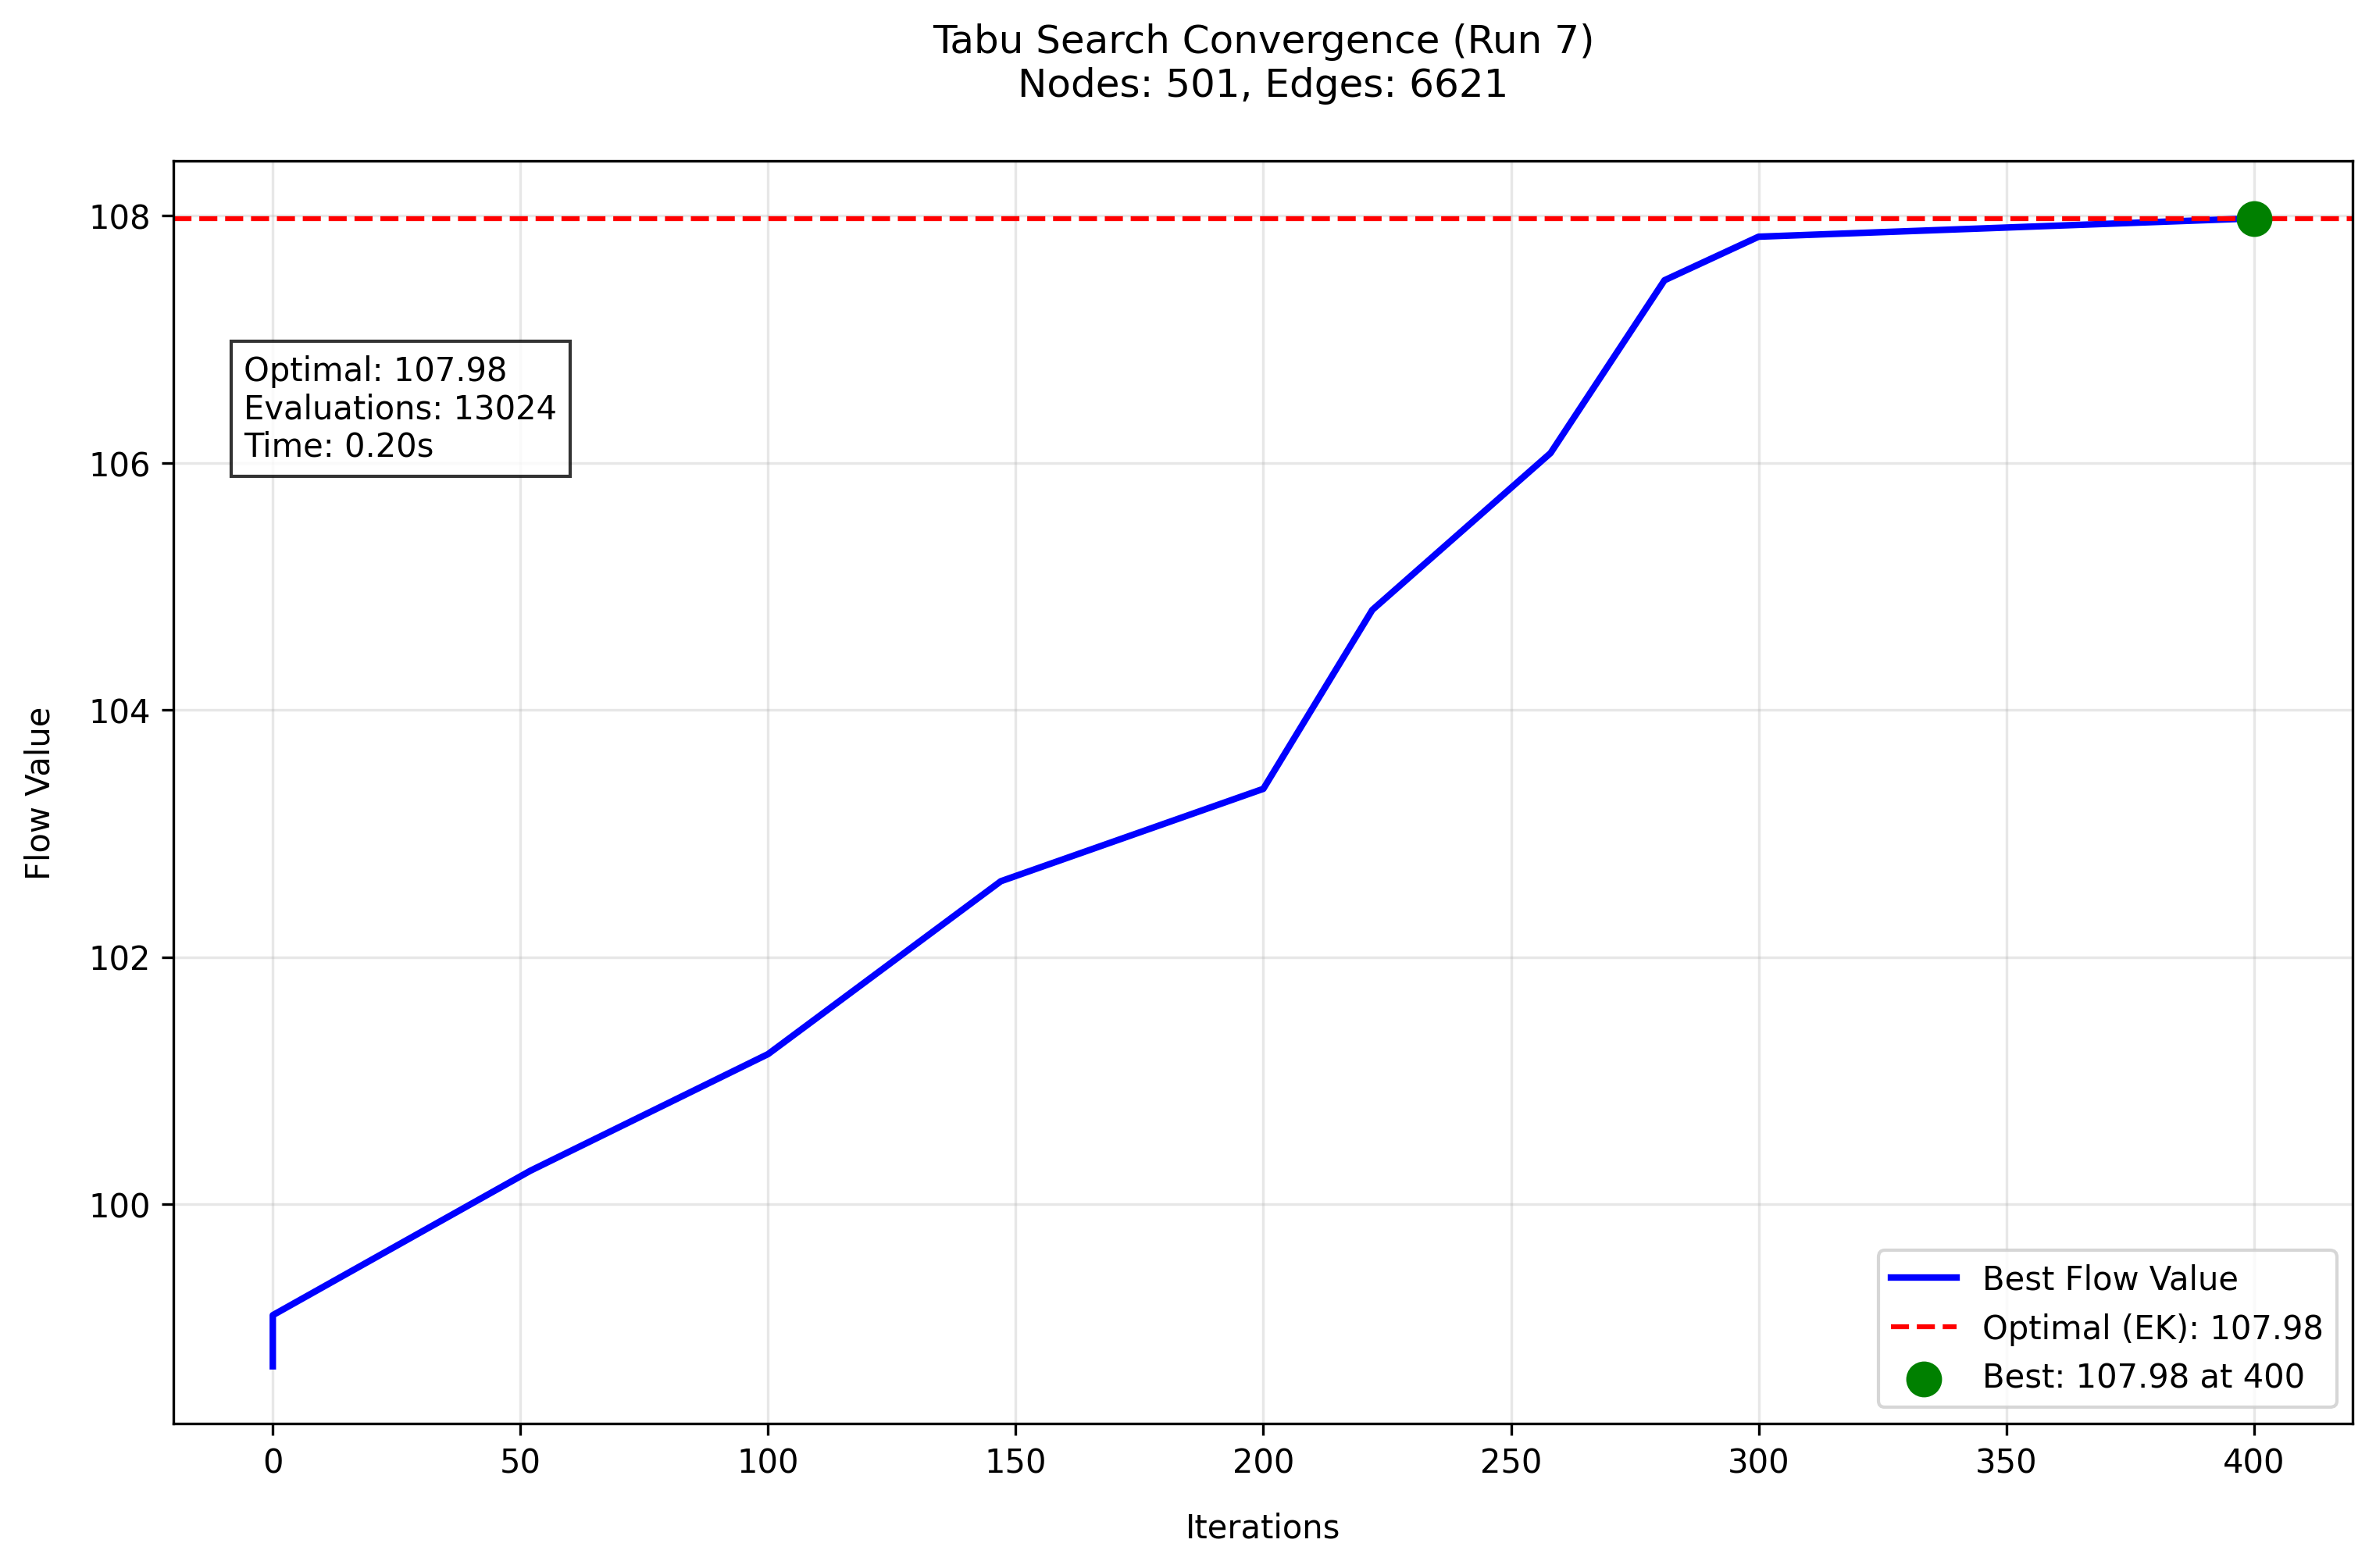 Tabu Search Convergence (Run 7)
Nodes: 501, Edges: 6621
108
106
104
102
100
Flow Value
Optimal: 107.98
Evaluations: 13024
Time: 0.20s
Best Flow Value
Optimal (EK): 107.98
Best: 107.98 at 400
0 50 100 150 200 250 300 350 400
Iterations